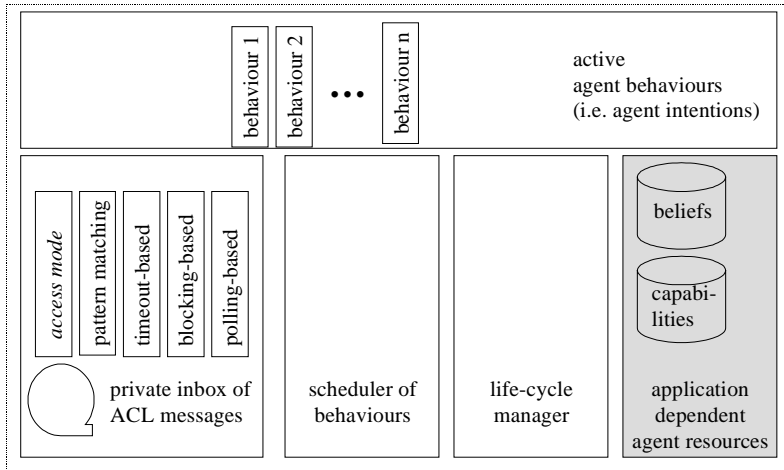 behaviour 1
behaviour 2
...
behaviour n
active
agent behaviours
(i.e. agent intentions)
access mode
pattern matching
timeout-based
blocking-based
polling-based
private inbox of
ACL messages
scheduler of
behaviours
life-cycle
manager
beliefs
capabi-
lities
application
dependent
agent resources